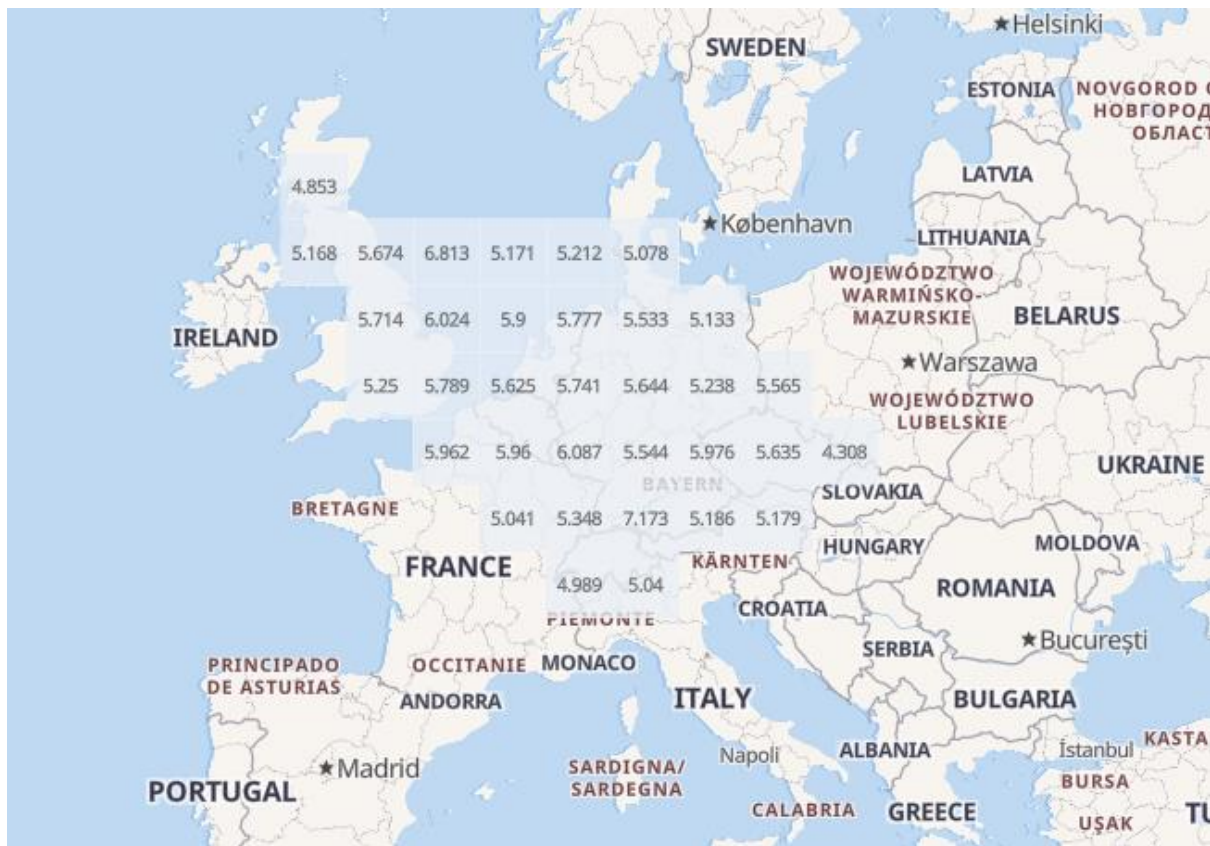 ★Helsinki
SWEDEN
ESTONIA
NOVGOROD
НОВГОРОД
ОБЛАСТ
LATVIA
4.853
★København
LITHUANIA
5.168 5.674 6.813 5.171 5.212 5.078
WOJEWÓDZTWO
WARMIŃSKO-
MAZURSKIE
BELARUS
5.714 6.024 5.9 5.777 5.533 5.133
IRELAND
★Warszawa
5.25 5.789 5.625 5.741 5.644 5.238 5.565
WOJEWÓDZTWO
LUBELSKIE
5.962 5.96 6.087 5.544 5.976 5.635 4.308
UKRAINE
BAYERN
SLOVAKIA
BRETAGNE
5.041 5.348 7.173 5.186 5.179
HUNGARY
MOLDOVA
FRANCE
KÄRNTEN
4.989 5.04
ROMANIA
CROATIA
PIEMONTE
★București
SERBIA
PRINCIPADO
DE ASTURIAS
OCCITANIE
MONACO
ANDORRA
ITALY
BULGARIA
KASTA
Napoli
ALBANIA
İstanbul
★Madrid
SARDIGNA/
SARDEGNA
BURSA
PORTUGAL
CALABRIA
GREECE
TU
UŞAK